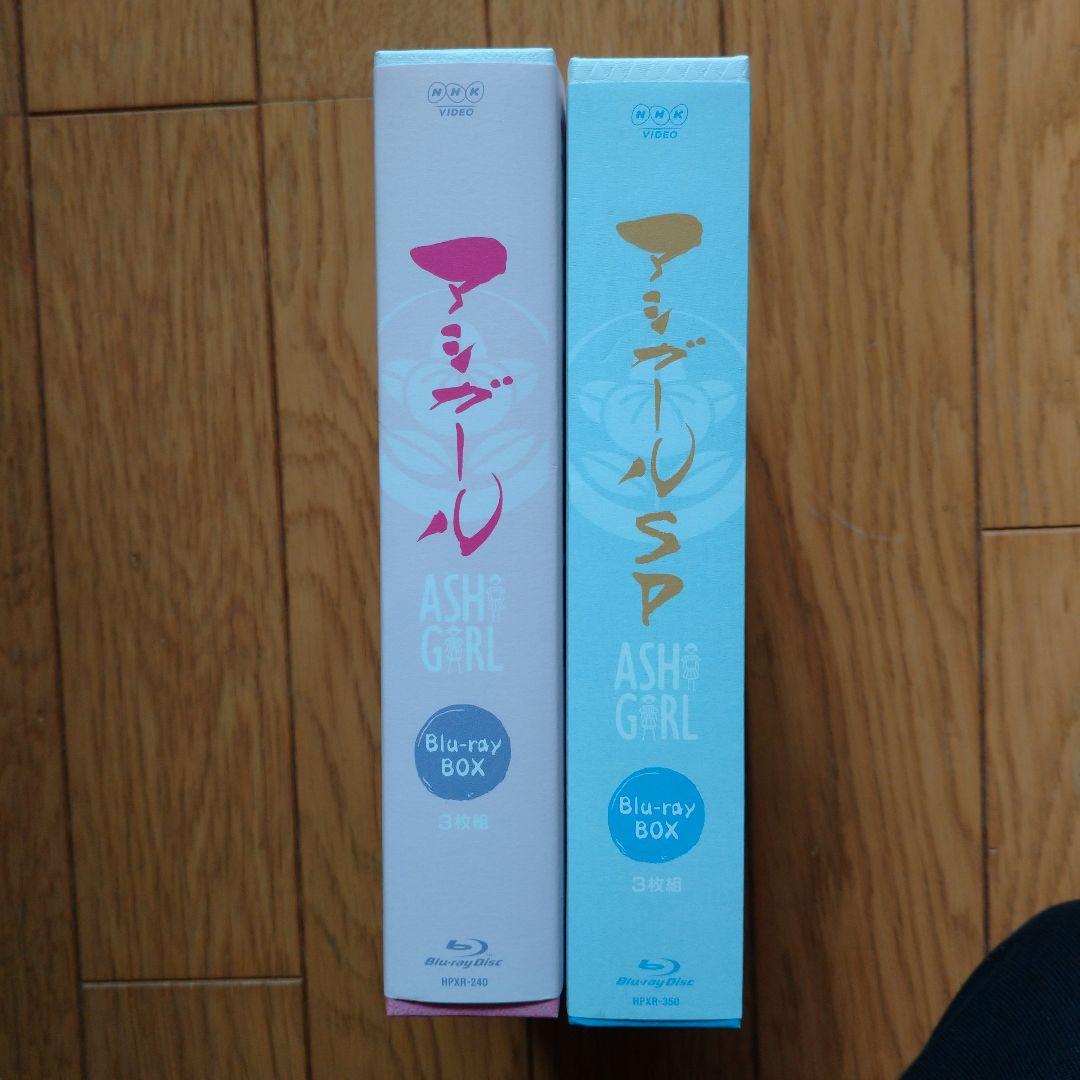 NHK
VIDEO
アシガール
ASHI
GIRL
Blu-ray
BOX
3枚組
Blu-ray Disc
HPXR-240
NHK
VIDEO
アシガールSP
ASHI
GIRL
Blu-ray
BOX
3枚組
Blu-ray Disc
HPXR-350